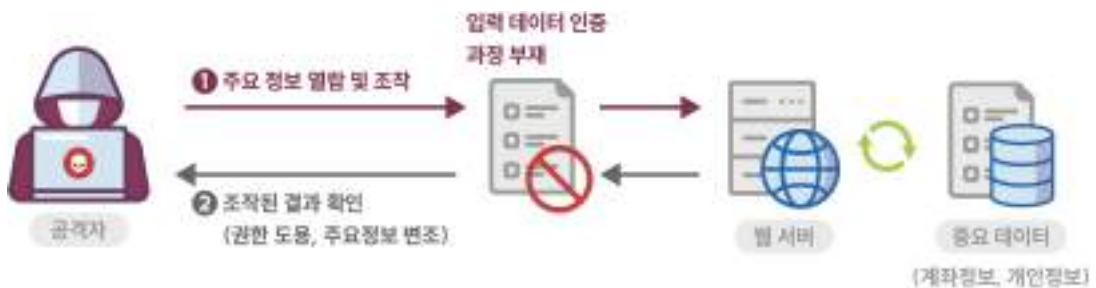 입력 데이터 인증
과정 부재
❶ 주요 정보 열람 및 조작
❷ 조작된 결과 확인
(권한 도용, 주요정보 변조)
공격자
웹 서버
중요 데이터
(계좌정보, 개인정보)